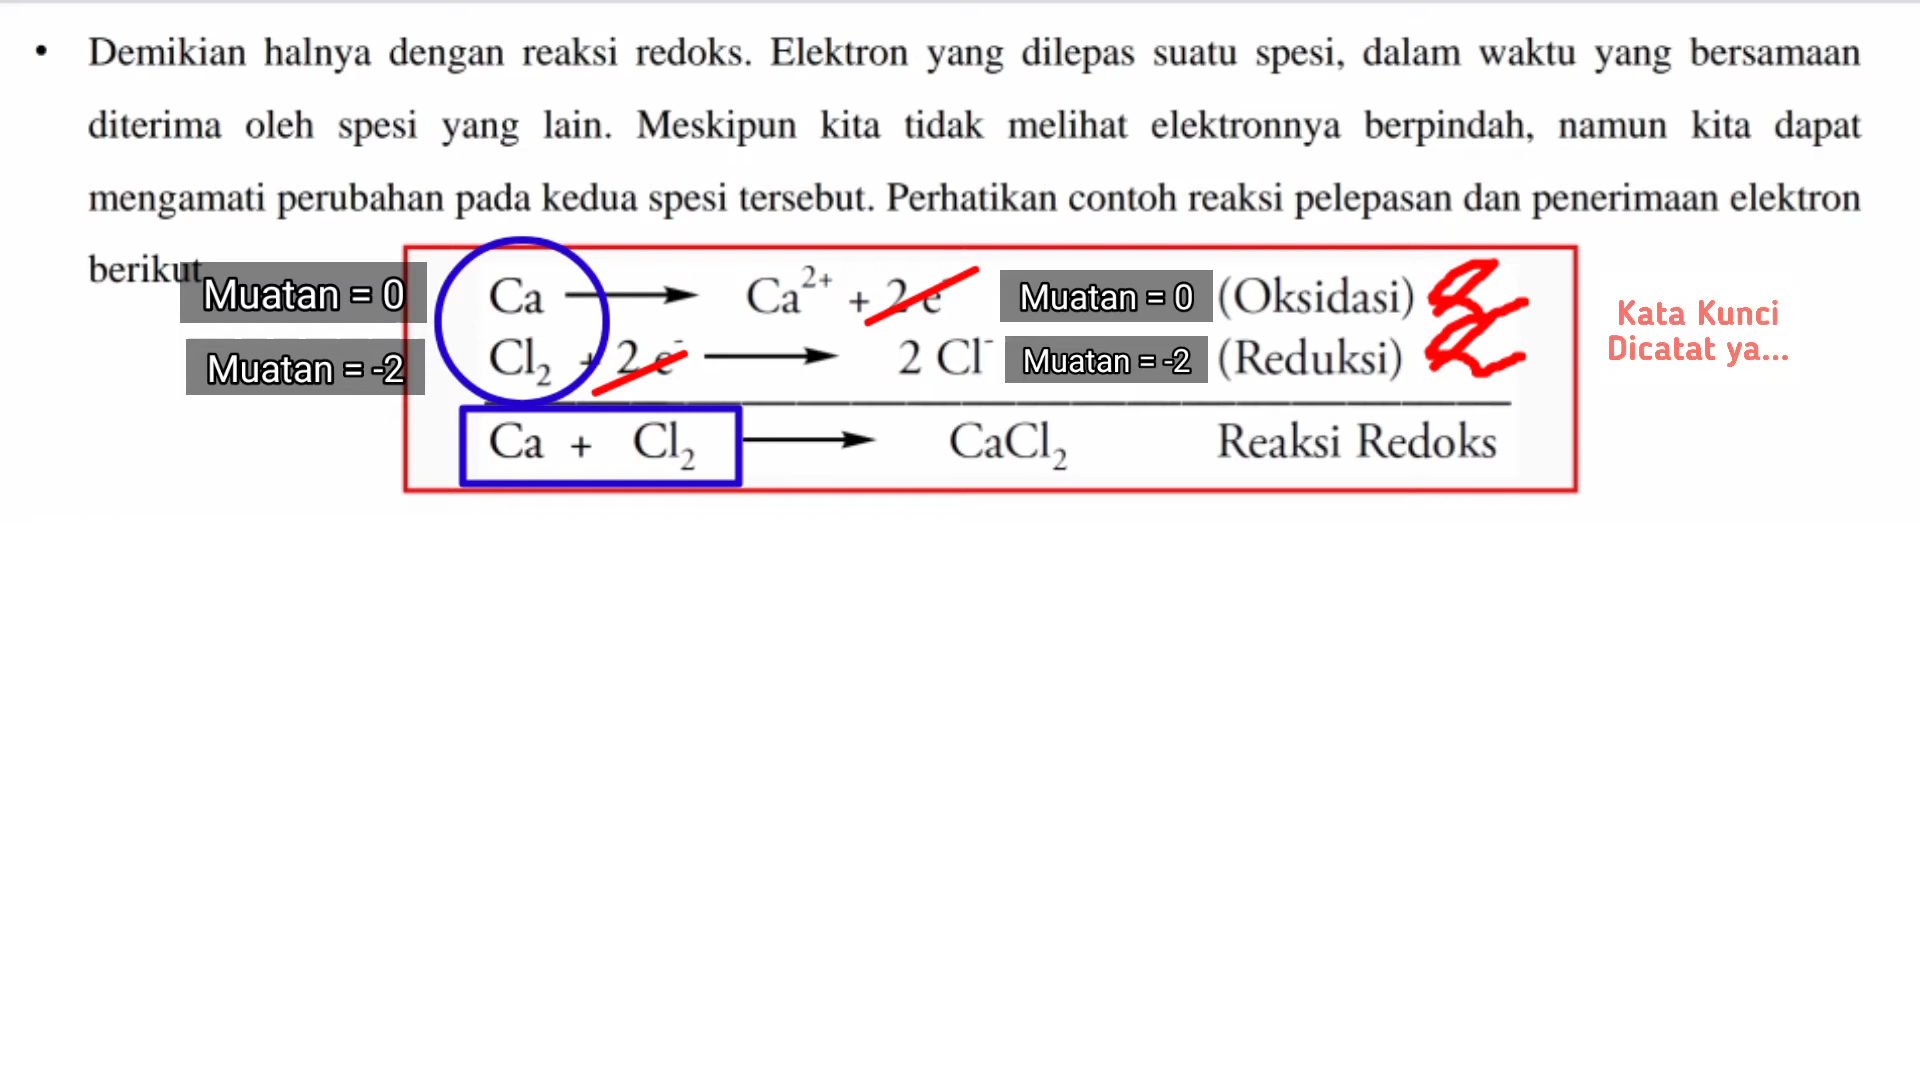 • Demikian halnya dengan reaksi redoks. Elektron yang dilepas suatu spesi, dalam waktu yang bersamaan
diterima oleh spesi yang lain. Meskipun kita tidak melihat elektronnya berpindah, namun kita dapat
mengamati perubahan pada kedua spesi tersebut. Perhatikan contoh reaksi pelepasan dan penerimaan elektron
berikut
Muatan = 0 Ca ⟶ Ca²⁺ + 2 e Muatan = 0 (Oksidasi)
Muatan = -2 Cl₂ + 2 e⁻ ⟶ 2 Cl⁻ Muatan = -2 (Reduksi)
Ca + Cl₂ ⟶ CaCl₂ Reaksi Redoks
Kata Kunci
Dicatat ya...